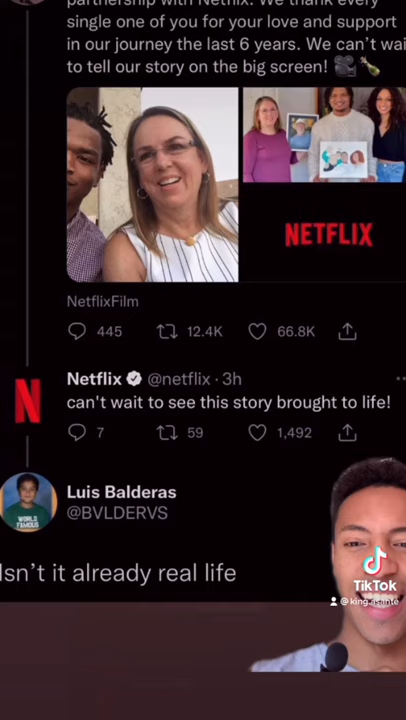 partnership with Netflix. We thank every
single one of you for your love and support
in our journey the last 6 years. We can't wai
to tell our story on the big screen!
NETFLIX
NetflixFilm
445 12.4K 66.8K
Netflix @netflix · 3h
can't wait to see this story brought to life!
7 59 1,492
Luis Balderas
@BVLDERVS
WORLD
FAMOUS
Isn't it already real life
TikTok
@king.asante